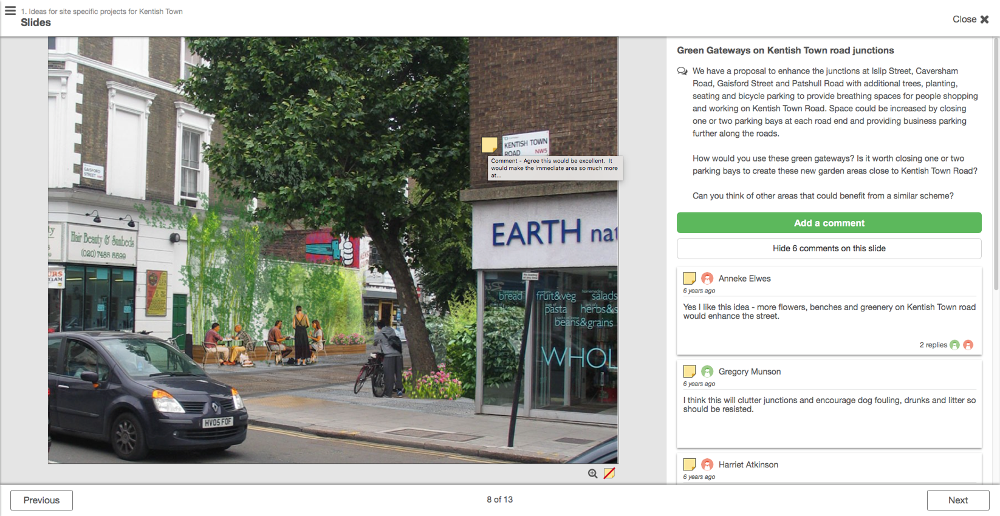 1. Ideas for site specific projects for Kentish Town
Slides
Close
GAISFORD
STREET
Hair Beauty & Sunbeds
(020) 7485 5599
KENTISH TOWN
ROAD NW5
Comment - Agree this would be excellent. It
would make the immediate area so much more
at...
EARTH nat
bread fruit&veg salads
pasta herbs&s
beans&grains
WHOL
HV05 FOF
Green Gateways on Kentish Town road junctions
We have a proposal to enhance the junctions at Islip Street, Caversham
Road, Gaisford Street and Patshull Road with additional trees, planting,
seating and bicycle parking to provide breathing spaces for people shopping
and working on Kentish Town Road. Space could be increased by closing
one or two parking bays at each road end and providing business parking
further along the roads.
How would you use these green gateways? Is it worth closing one or two
parking bays to create these new garden areas close to Kentish Town Road?
Can you think of other areas that could benefit from a similar scheme?
Add a comment
Hide 6 comments on this slide
Anneke Elwes
6 years ago
Yes I like this idea - more flowers, benches and greenery on Kentish Town road
would enhance the street.
2 replies
Gregory Munson
6 years ago
I think this will clutter junctions and encourage dog fouling, drunks and litter so
should be resisted.
Harriet Atkinson
6 years ago
Previous
8 of 13
Next